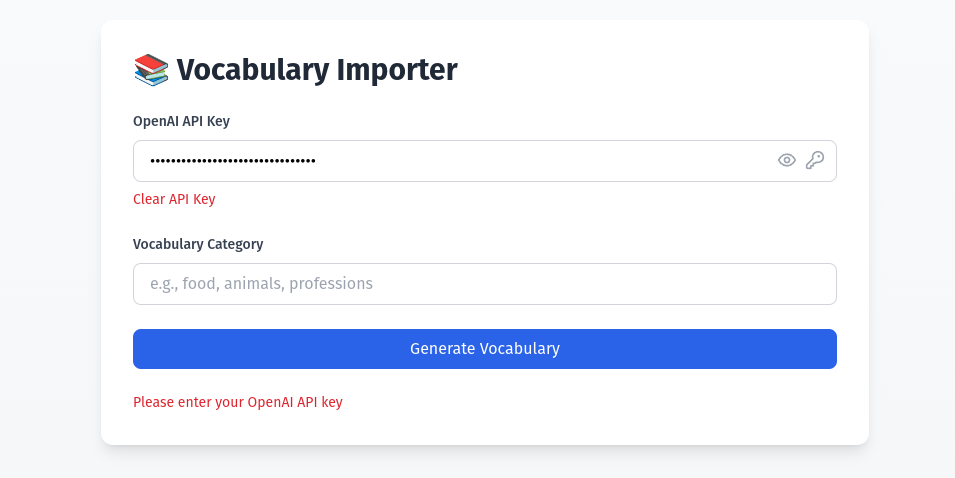 📚 Vocabulary Importer
OpenAI API Key
••••••••••••••••••••••••••••••••
Clear API Key
Vocabulary Category
e.g., food, animals, professions
Generate Vocabulary
Please enter your OpenAI API key